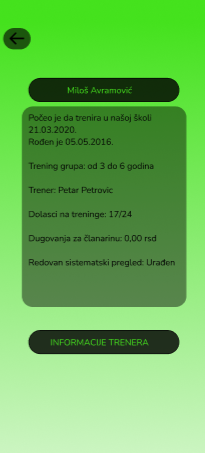 Miloš Avramović
Počeo je da trenira u našoj školi
21.03.2020.
Rođen je 05.05.2016.
Trening grupa: od 3 do 6 godina
Trener: Petar Petrovic
Dolasci na treninge: 17/24
Dugovanja za članarinu: 0,00 rsd
Redovan sistematski pregled: Urađen
INFORMACIJE TRENERA